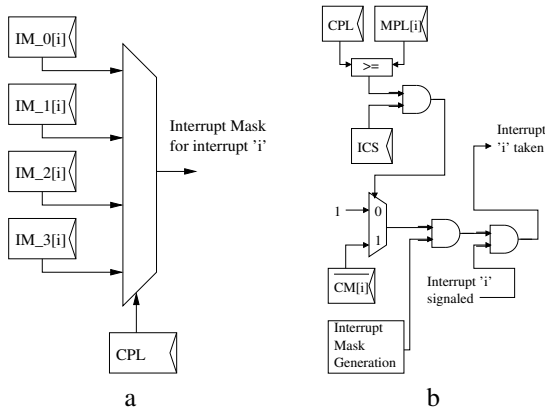 IM_0[i]
IM_1[i]
IM_2[i]
IM_3[i]
Interrupt Mask
for interrupt 'i'
CPL
a
CPL
MPL[i]
>=
ICS
1
0
1
CM[i]
Interrupt
'i' taken
Interrupt 'i'
signaled
Interrupt
Mask
Generation
b